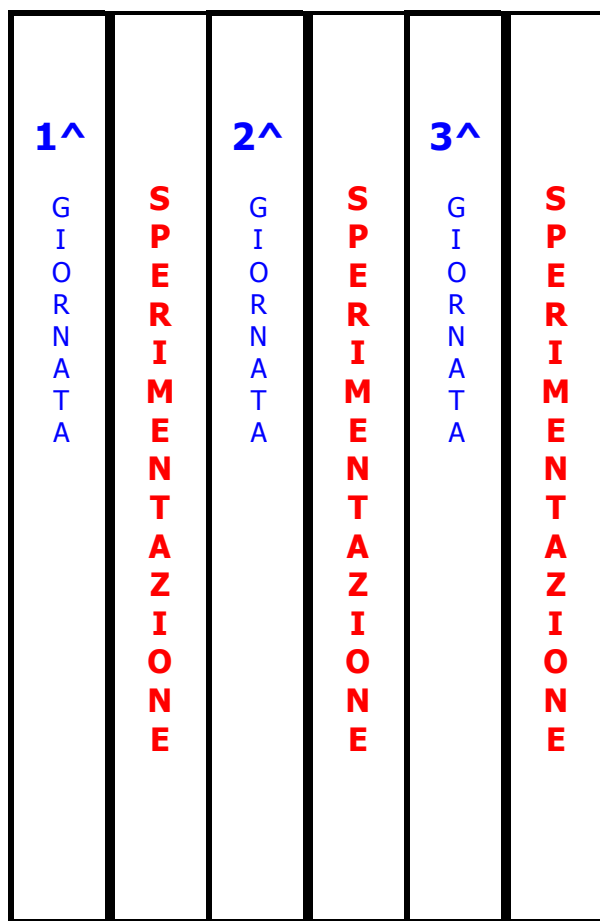 1^
GIORNATA
SPERIMENTAZIONE
2^
GIORNATA
SPERIMENTAZIONE
3^
GIORNATA
SPERIMENTAZIONE